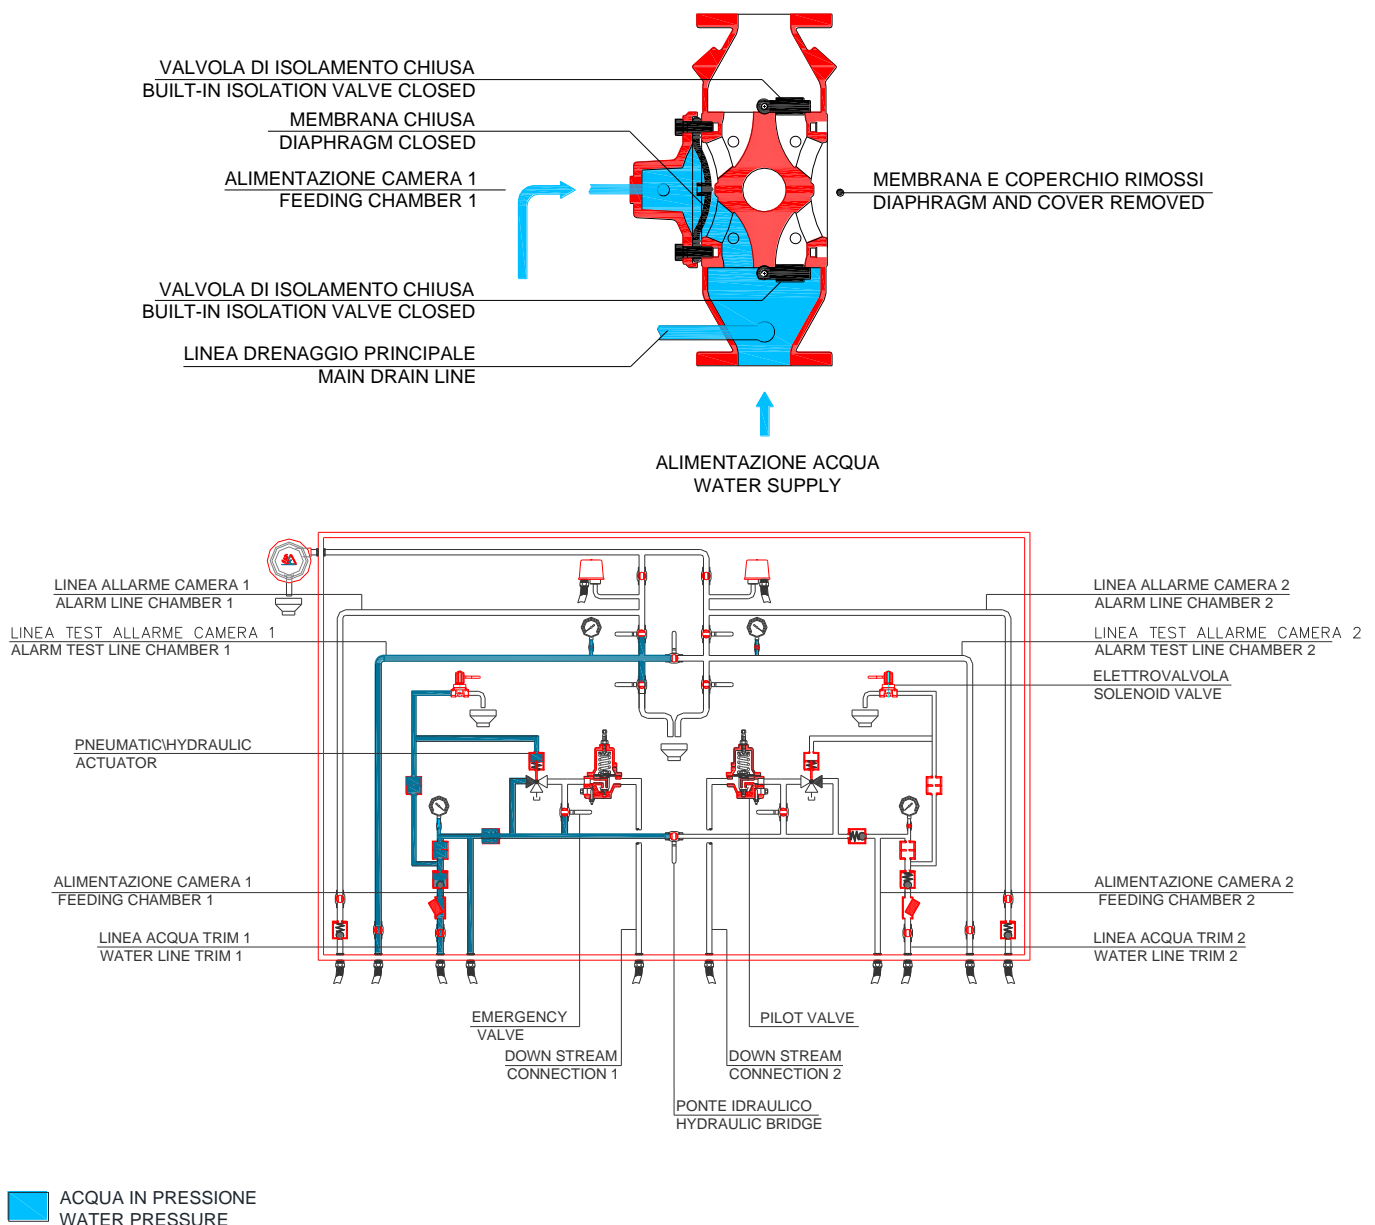 VALVOLA DI ISOLAMENTO CHIUSA
BUILT-IN ISOLATION VALVE CLOSED
MEMBRANA CHIUSA
DIAPHRAGM CLOSED
ALIMENTAZIONE CAMERA 1
FEEDING CHAMBER 1
MEMBRANA E COPERCHIO RIMOSSI
DIAPHRAGM AND COVER REMOVED
VALVOLA DI ISOLAMENTO CHIUSA
BUILT-IN ISOLATION VALVE CLOSED
LINEA DRENAGGIO PRINCIPALE
MAIN DRAIN LINE
ALIMENTAZIONE ACQUA
WATER SUPPLY
LINEA ALLARME CAMERA 1
ALARM LINE CHAMBER 1
LINEA ALLARME CAMERA 2
ALARM LINE CHAMBER 2
LINEA TEST ALLARME CAMERA 1
ALARM TEST LINE CHAMBER 1
LINEA TEST ALLARME CAMERA 2
ALARM TEST LINE CHAMBER 2
ELETTROVALVOLA
SOLENOID VALVE
PNEUMATIC\HYDRAULIC
ACTUATOR
ALIMENTAZIONE CAMERA 1
FEEDING CHAMBER 1
ALIMENTAZIONE CAMERA 2
FEEDING CHAMBER 2
LINEA ACQUA TRIM 1
WATER LINE TRIM 1
LINEA ACQUA TRIM 2
WATER LINE TRIM 2
EMERGENCY
VALVE
PILOT VALVE
DOWN STREAM
CONNECTION 1
DOWN STREAM
CONNECTION 2
PONTE IDRAULICO
HYDRAULIC BRIDGE
ACQUA IN PRESSIONE
WATER PRESSURE